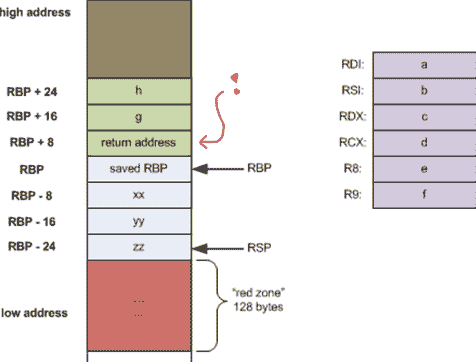 high address
RBP + 24 h
RBP + 16 g
RBP + 8 return address
RBP saved RBP RBP
RBP - 8 xx
RBP - 16 yy
RBP - 24 zz RSP
...
...
low address
"red zone"
128 bytes
!
RDI: a
RSI: b
RDX: c
RCX: d
R8: e
R9: f